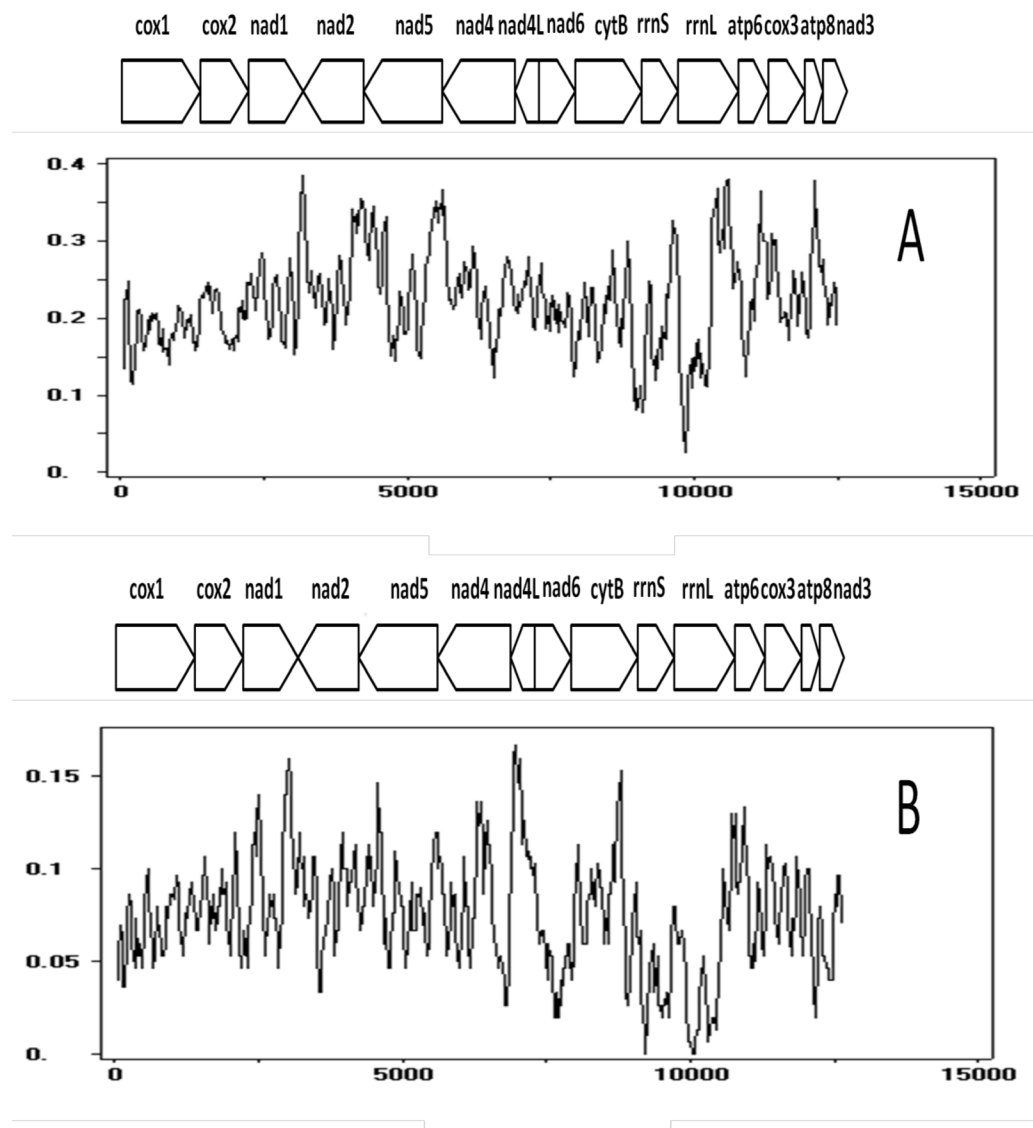 cox1 cox2 nad1 nad2 nad5 nad4 nad4L nad6 cytB rrnS rrnL atp6 cox3 atp8 nad3
0.4
A
0.3
0.2
0.1
0.
0 5000 10000 15000
cox1 cox2 nad1 nad2 nad5 nad4 nad4L nad6 cytB rrnS rrnL atp6 cox3 atp8 nad3
0.15
B
0.1
0.05
0.
0 5000 10000 15000